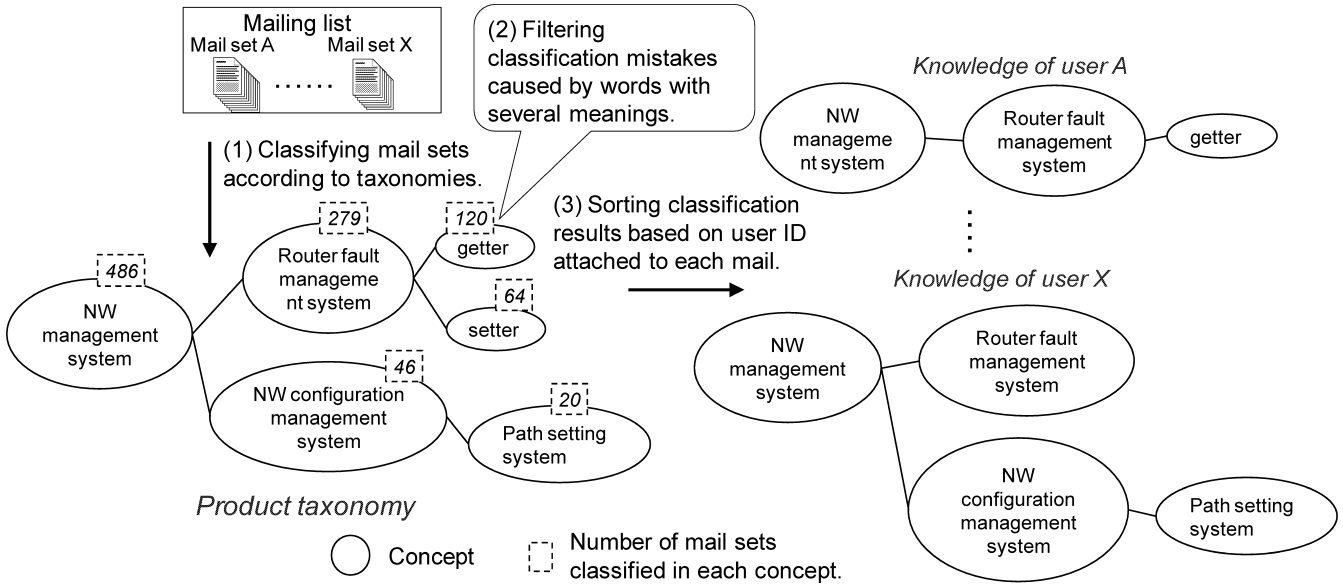 Mailing list
Mail set A
Mail set X
(2) Filtering
classification mistakes
caused by words with
several meanings.
(1) Classifying mail sets
according to taxonomies.
486
NW
management
system
279
Router fault
manageme
nt system
120
getter
64
setter
46
NW configuration
management
system
20
Path setting
system
Product taxonomy
Concept
Number of mail sets
classified in each concept.
(3) Sorting classification
results based on user ID
attached to each mail.
Knowledge of user A
NW
manageme
nt system
Router fault
management
system
getter
Knowledge of user X
NW
management
system
Router fault
management
system
NW
configuration
management
system
Path setting
system